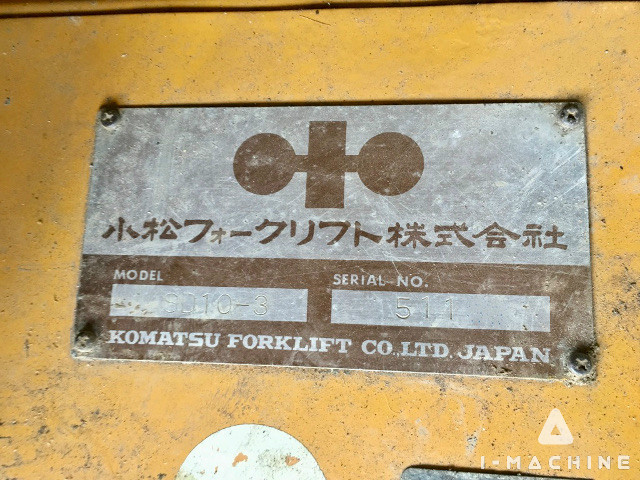 小松フォークリフト株式会社
MODEL SERIAL NO.
SD10-3 511
KOMATSU FORKLIFT CO.,LTD. JAPAN
I-MACHINE